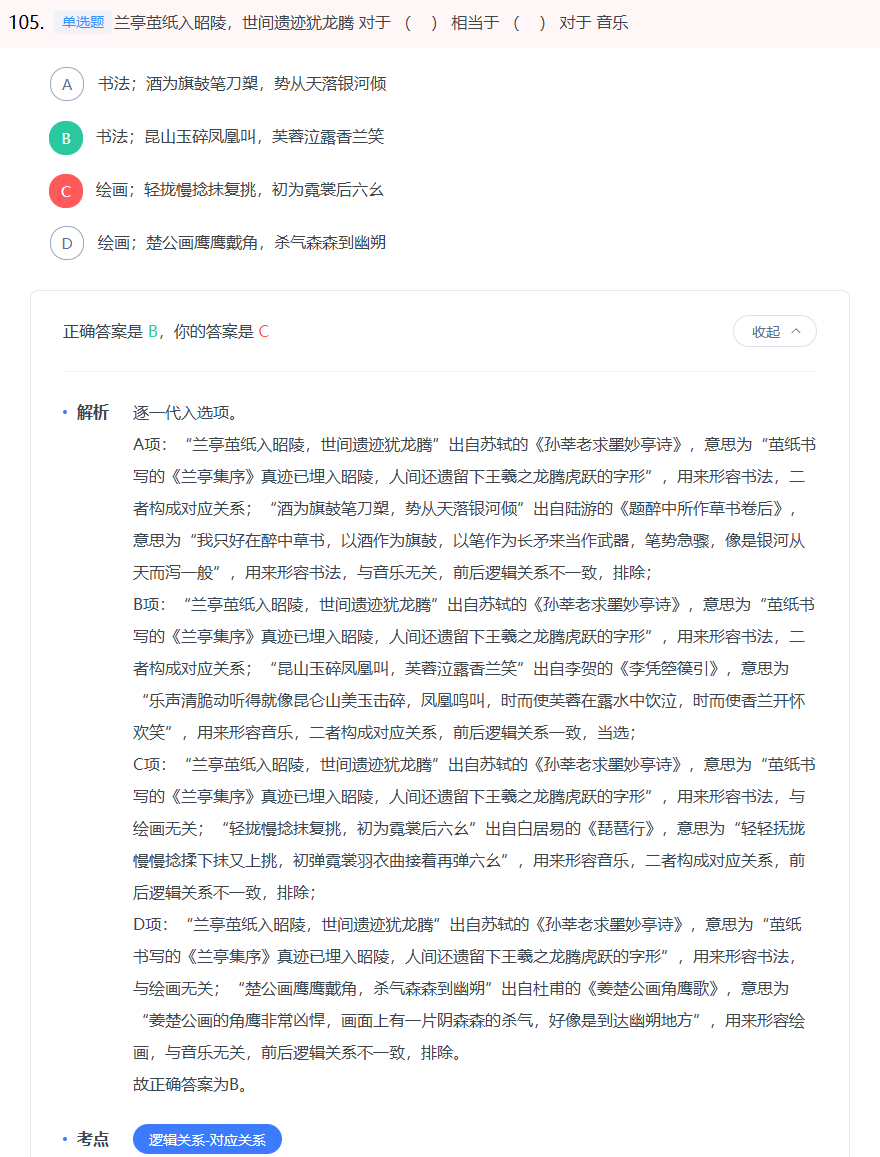 105. 单选题 兰亭茧纸入昭陵，世间遗迹犹龙腾 对于 （ ） 相当于 （ ） 对于 音乐
A 书法；酒为旗鼓笔刀槊，势从天落银河倾
B 书法；昆山玉碎凤凰叫，芙蓉泣露香兰笑
C 绘画；轻拢慢捻抹复挑，初为霓裳后六幺
D 绘画；楚公画鹰鹰戴角，杀气森森到幽朔
正确答案是 B，你的答案是 C
收起
解析 逐一代入选项。
A项：“兰亭茧纸入昭陵，世间遗迹犹龙腾”出自苏轼的《孙莘老求墨妙亭诗》，意思为“茧纸书
写的《兰亭集序》真迹已埋入昭陵，人间还遗留下王羲之龙腾虎跃的字形”，用来形容书法，二
者构成对应关系；“酒为旗鼓笔刀槊，势从天落银河倾”出自陆游的《题醉中所作草书卷后》，
意思为“我只好在醉中草书，以酒作为旗鼓，以笔作为长矛来当作武器，笔势急骤，像是银河从
天而泻一般”，用来形容书法，与音乐无关，前后逻辑关系不一致，排除；
B项：“兰亭茧纸入昭陵，世间遗迹犹龙腾”出自苏轼的《孙莘老求墨妙亭诗》，意思为“茧纸书
写的《兰亭集序》真迹已埋入昭陵，人间还遗留下王羲之龙腾虎跃的字形”，用来形容书法，二
者构成对应关系；“昆山玉碎凤凰叫，芙蓉泣露香兰笑”出自李贺的《李凭箜篌引》，意思为
“乐声清脆动听得就像昆仑山美玉击碎，凤凰鸣叫，时而使芙蓉在露水中饮泣，时而使香兰开怀
欢笑”，用来形容音乐，二者构成对应关系，前后逻辑关系一致，当选；
C项：“兰亭茧纸入昭陵，世间遗迹犹龙腾”出自苏轼的《孙莘老求墨妙亭诗》，意思为“茧纸书
写的《兰亭集序》真迹已埋入昭陵，人间还遗留下王羲之龙腾虎跃的字形”，用来形容书法，与
绘画无关；“轻拢慢捻抹复挑，初为霓裳后六幺”出自白居易的《琵琶行》，意思为“轻轻抚拢
慢慢捻揉下抹又上挑，初弹霓裳羽衣曲接着再弹六幺”，用来形容音乐，二者构成对应关系，前
后逻辑关系不一致，排除；
D项：“兰亭茧纸入昭陵，世间遗迹犹龙腾”出自苏轼的《孙莘老求墨妙亭诗》，意思为“茧纸
书写的《兰亭集序》真迹已埋入昭陵，人间还遗留下王羲之龙腾虎跃的字形”，用来形容书法，
与绘画无关；“楚公画鹰鹰戴角，杀气森森到幽朔”出自杜甫的《姜楚公画角鹰歌》，意思为
“姜楚公画的角鹰非常凶悍，画面上有一片阴森森的杀气，好像是到达幽朔地方”，用来形容绘
画，与音乐无关，前后逻辑关系不一致，排除。
故正确答案为B。
考点 逻辑关系-对应关系